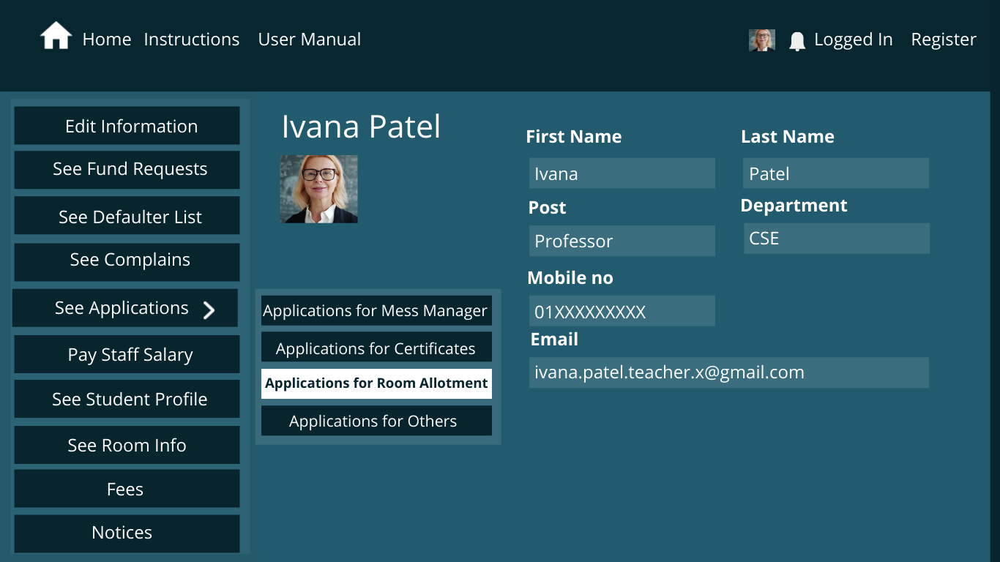 Home Instructions User Manual
Logged In Register
Edit Information
See Fund Requests
See Defaulter List
See Complains
See Applications
Pay Staff Salary
See Student Profile
See Room Info
Fees
Notices
Ivana Patel
Applications for Mess Manager
Applications for Certificates
Applications for Room Allotment
Applications for Others
First Name
Ivana
Last Name
Patel
Post
Professor
Department
CSE
Mobile no
01XXXXXXXXX
Email
ivana.patel.teacher.x@gmail.com